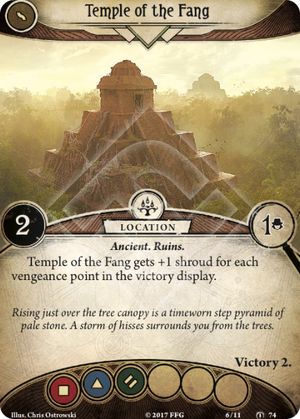 Temple of the Fang
2
LOCATION
1
Ancient. Ruins.
Temple of the Fang gets +1 shroud for each
vengeance point in the victory display.
Rising just over the tree canopy is a timeworn step pyramid of
pale stone. A storm of hisses surrounds you from the trees.
Victory 2.
Illus. Chris Ostrowski
© 2017 FFG
6/11
74